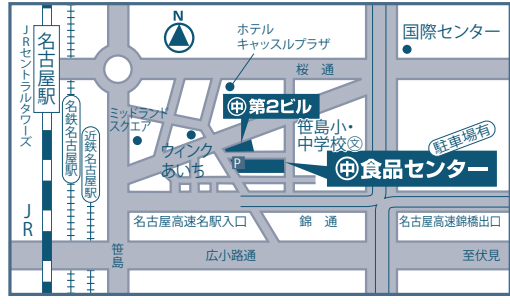 N
ホテル
キャッスルプラザ
国際センター
名古屋駅
JRセントラルタワーズ
桜 通
名鉄名古屋駅
近鉄名古屋駅
ミッドランド
スクエア
㊥第2ビル
笹島小・
中学校㊛
ウィンク
あいち
P
駐車場有
㊥食品センター
JR
名古屋高速名駅入口
錦 通
名古屋高速錦橋出口
笹島
広小路通
至伏見